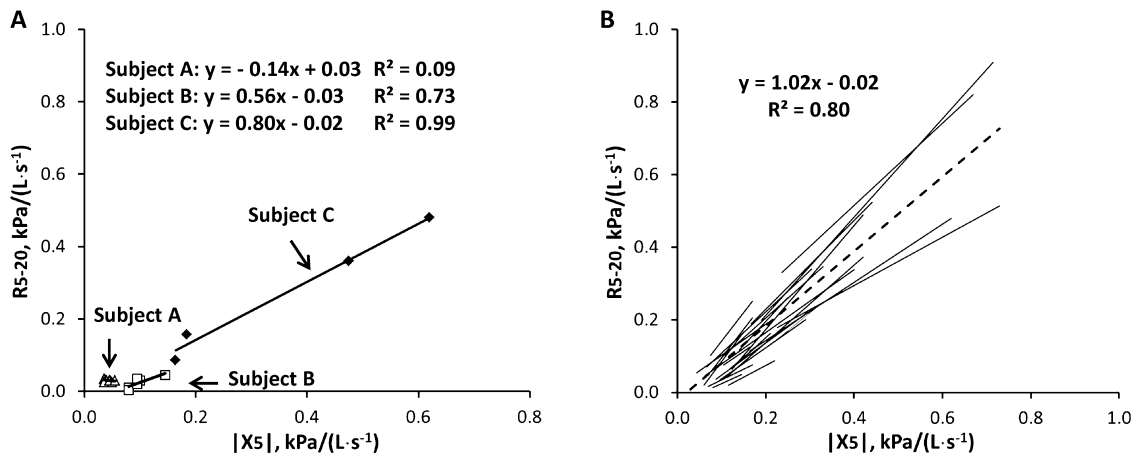 A
1.0
0.8
0.6
0.4
0.2
0.0
0.0 0.2 0.4 0.6 0.8
R5-20, kPa/(L·s⁻¹)
|X5|, kPa/(L·s⁻¹)
Subject A: y = - 0.14x + 0.03 R² = 0.09
Subject B: y = 0.56x - 0.03 R² = 0.73
Subject C: y = 0.80x - 0.02 R² = 0.99
Subject C
Subject A
Subject B
B
1.0
0.8
0.6
0.4
0.2
0.0
0.0 0.2 0.4 0.6 0.8 1.0
R5-20, kPa/(L·s⁻¹)
|X5|, kPa/(L·s⁻¹)
y = 1.02x - 0.02
R² = 0.80